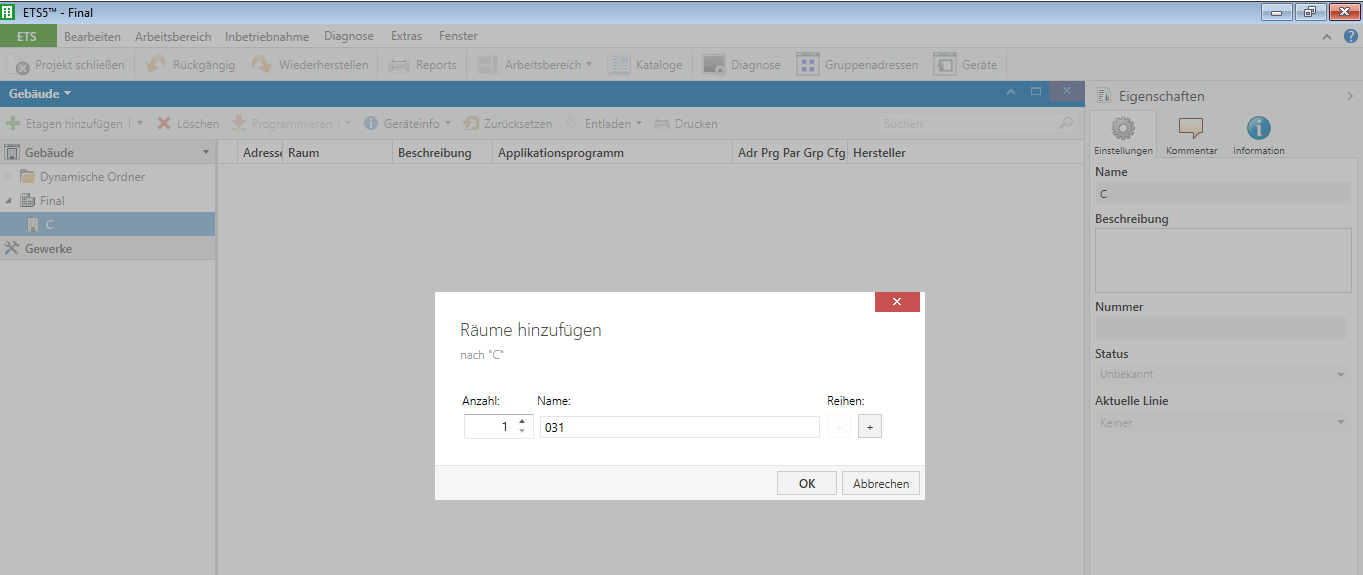 ETS5™ - Final
ETS Bearbeiten Arbeitsbereich Inbetriebnahme Diagnose Extras Fenster
Projekt schließen Rückgängig Wiederherstellen Reports Arbeitsbereich Kataloge Diagnose Gruppenadressen Geräte
Gebäude
Etagen hinzufügen Löschen Programmieren Geräteinfo Zurücksetzen Entladen Drucken Suchen
Gebäude
Adresse Raum Beschreibung Applikationsprogramm Adr Prg Par Grp Cfg Hersteller
Dynamische Ordner
Final
C
Gewerke
Eigenschaften
Einstellungen Kommentar Information
Name
C
Beschreibung
Nummer
Status
Unbekannt
Aktuelle Linie
Keiner
Räume hinzufügen
nach "C"
Anzahl: Name: Reihen:
1 031 - +
OK Abbrechen